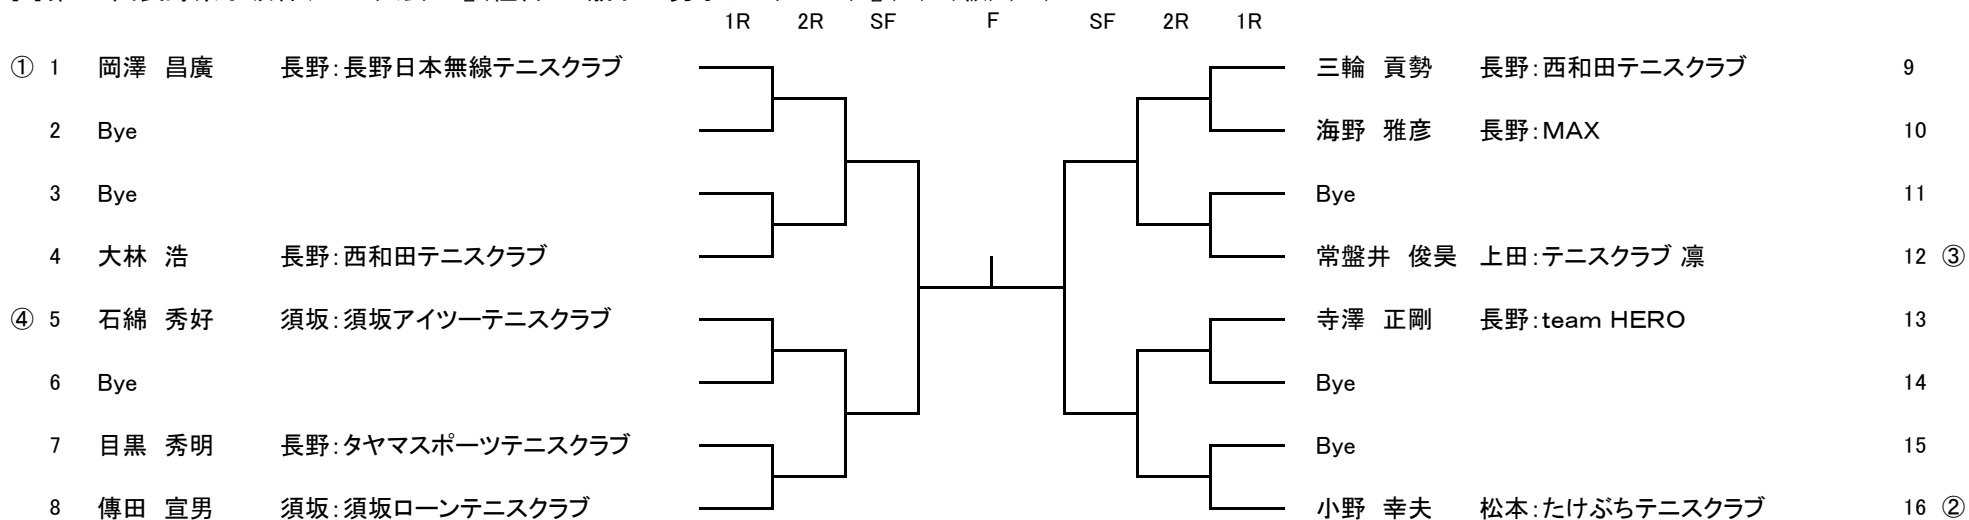 1R 2R SF F SF 2R 1R
① 1 岡澤 昌廣 長野：長野日本無線テニスクラブ 三輪 貢勢 長野：西和田テニスクラブ 9
2 Bye 海野 雅彦 長野：MAX 10
3 Bye Bye 11
4 大林 浩 長野：西和田テニスクラブ 常盤井 俊昊 上田：テニスクラブ 凛 12 ③
④ 5 石綿 秀好 須坂：須坂アイツーテニスクラブ 寺澤 正剛 長野：team HERO 13
6 Bye Bye 14
7 目黒 秀明 長野：タヤマスポーツテニスクラブ Bye 15
8 傳田 宣男 須坂：須坂ローンテニスクラブ 小野 幸夫 松本：たけぶちテニスクラブ 16 ②